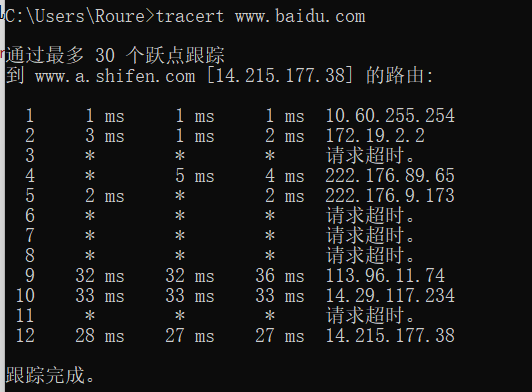 C:\Users\Roure>tracert www.baidu.com
通过最多 30 个跃点跟踪
到 www.a.shifen.com [14.215.177.38] 的路由:
1 1 ms 1 ms 1 ms 10.60.255.254
2 3 ms 1 ms 2 ms 172.19.2.2
3 * * * 请求超时。
4 * 5 ms 4 ms 222.176.89.65
5 2 ms * 2 ms 222.176.9.173
6 * * * 请求超时。
7 * * * 请求超时。
8 * * * 请求超时。
9 32 ms 32 ms 36 ms 113.96.11.74
10 33 ms 33 ms 33 ms 14.29.117.234
11 * * * 请求超时。
12 28 ms 27 ms 27 ms 14.215.177.38
跟踪完成。